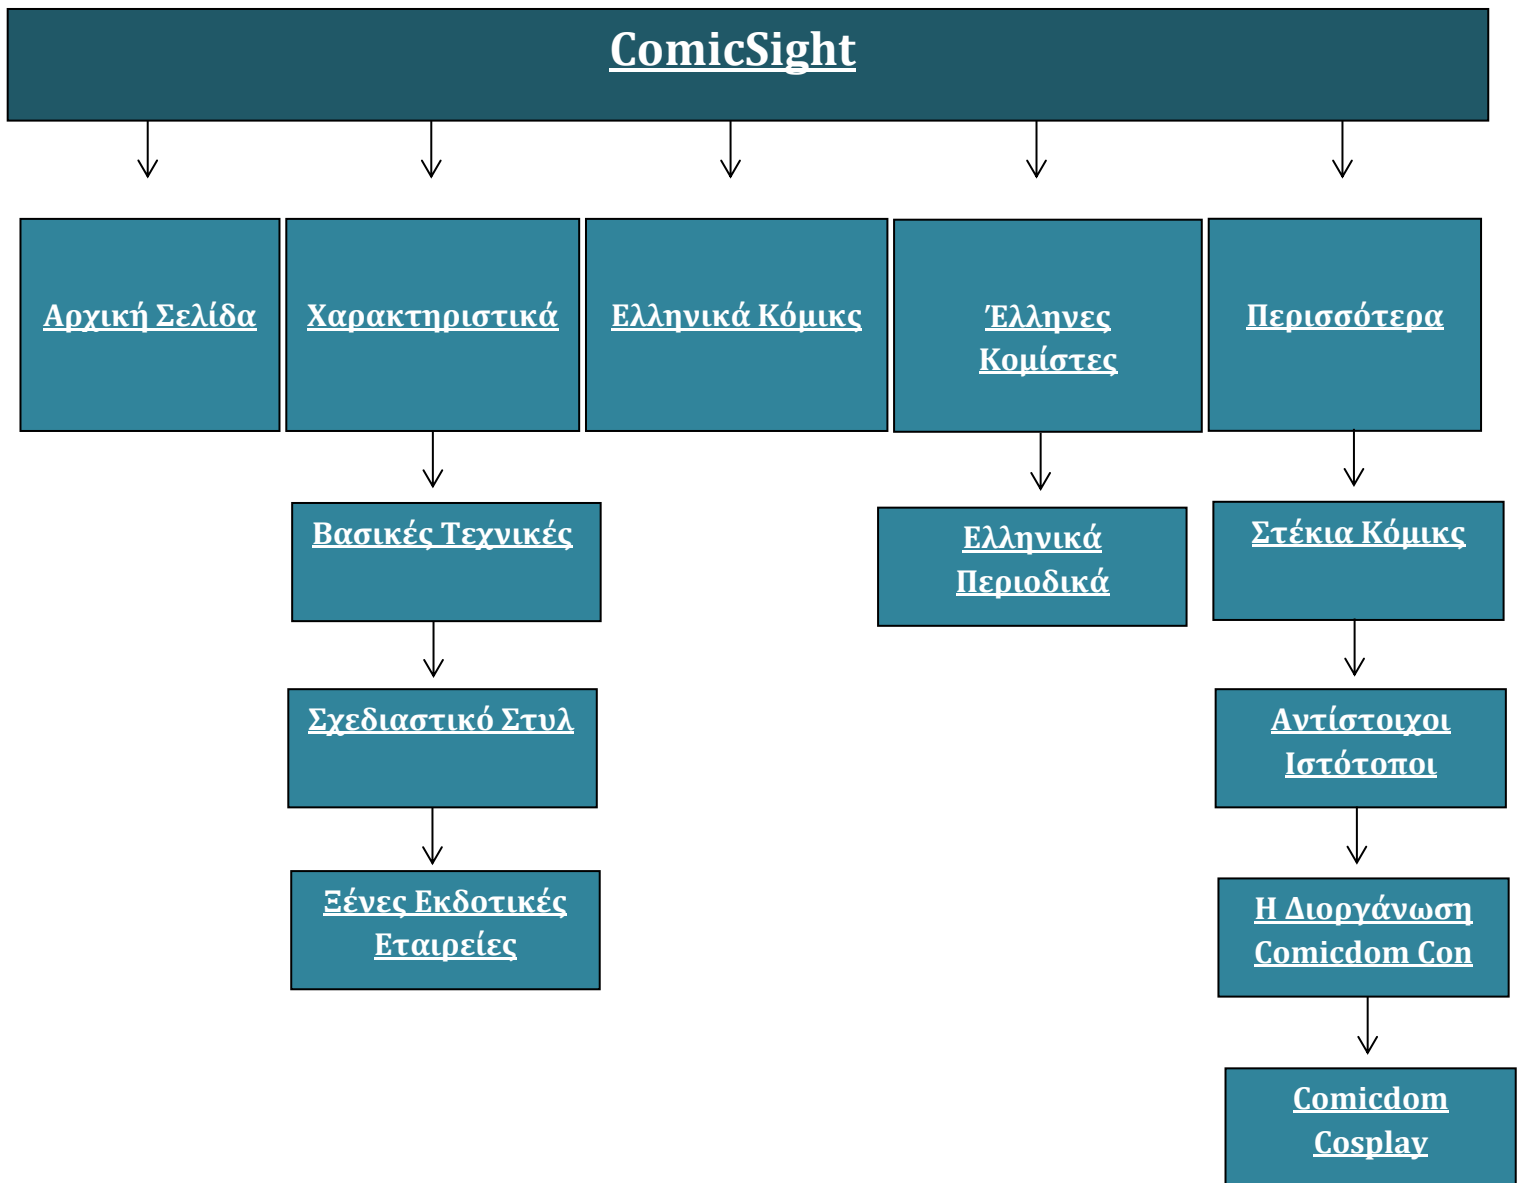 ComicSight
Αρχική Σελίδα
Χαρακτηριστικά
Ελληνικά Κόμικς
Έλληνες
Κομίστες
Περισσότερα
Βασικές Τεχνικές
Ελληνικά
Περιοδικά
Στέκια Κόμικς
Σχεδιαστικό Στυλ
Αντίστοιχοι
Ιστότοποι
Ξένες Εκδοτικές
Εταιρείες
Η Διοργάνωση
Comicdom Con
Comicdom
Cosplay